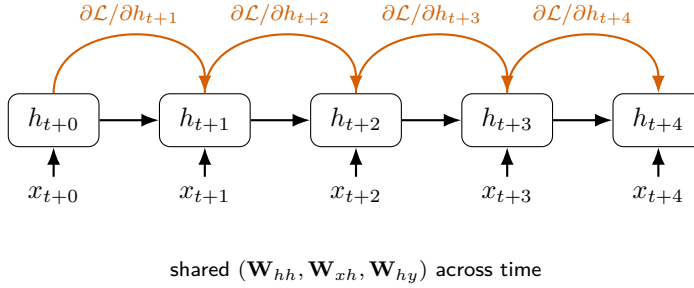 ∂ℒ/∂h_{t+1} ∂ℒ/∂h_{t+2} ∂ℒ/∂h_{t+3} ∂ℒ/∂h_{t+4}
h_{t+0} h_{t+1} h_{t+2} h_{t+3} h_{t+4}
x_{t+0} x_{t+1} x_{t+2} x_{t+3} x_{t+4}
shared (𝐖_{hh}, 𝐖_{xh}, 𝐖_{hy}) across time